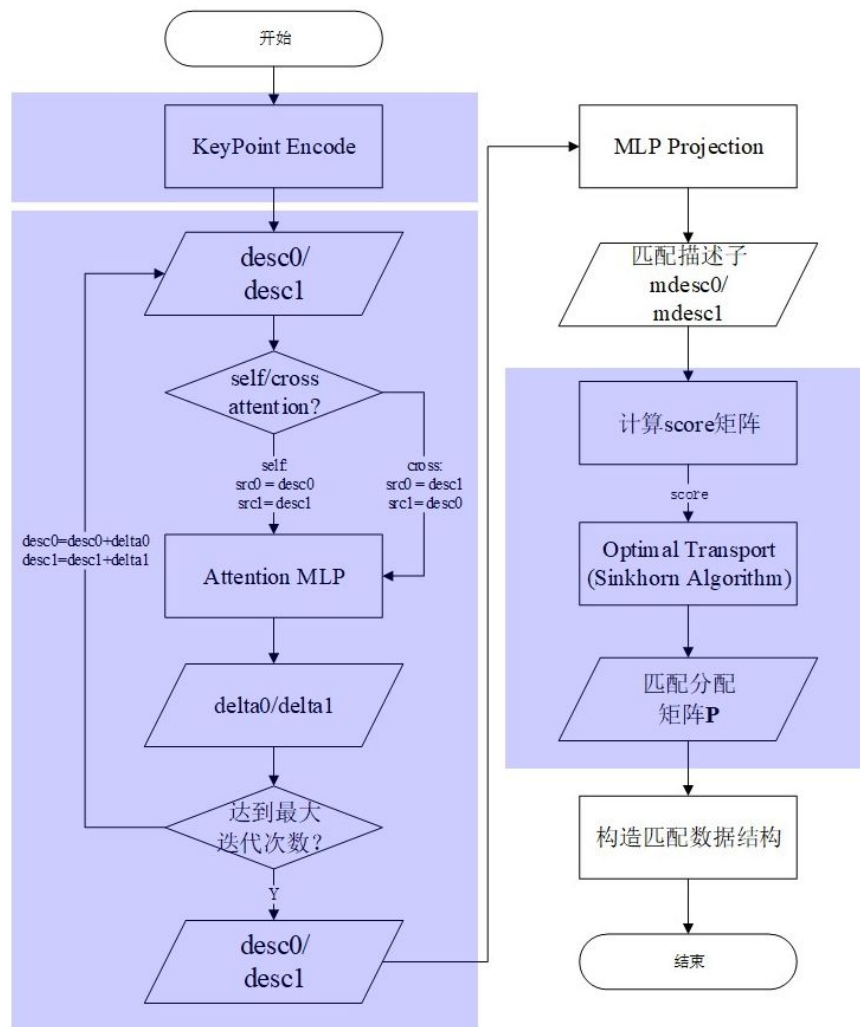 开始
KeyPoint Encode
desc0/
desc1
self/cross
attention?
self:
src0 = desc0
src1= desc1
cross:
src0 = desc1
src1= desc0
desc0=desc0+delta0
desc1=desc1+delta1
Attention MLP
delta0/delta1
达到最大
迭代次数?
Y
desc0/
desc1
MLP Projection
匹配描述子
mdesc0/
mdesc1
计算score矩阵
score
Optimal Transport
(Sinkhorn Algorithm)
匹配分配
矩阵P
构造匹配数据结构
结束